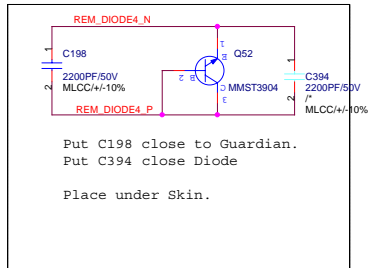 REM_DIODE4_N
1
C198
2200PF/50V
MLCC/+/-10%
2
1
E
Q52
2
B
MMST3904
C
3
1
C394
2200PF/50V
/*
MLCC/+/-10%
2
REM_DIODE4_P
Put C198 close to Guardian.
Put C394 close Diode
Place under Skin.